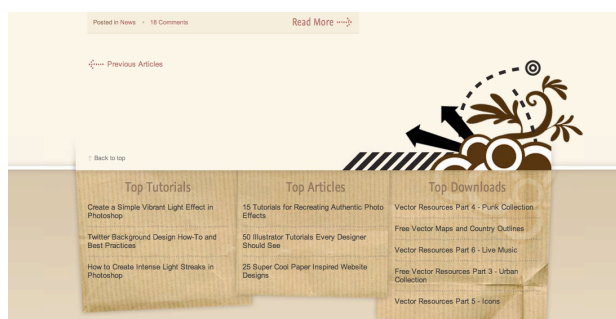 Posted in News • 18 Comments
Read More
Previous Articles
Back to top
Top Tutorials
Create a Simple Vibrant Light Effect in
Photoshop
Twitter Background Design How-To and
Best Practices
How to Create Intense Light Streaks in
Photoshop
Top Articles
15 Tutorials for Recreating Authentic Photo
Effects
50 Illustrator Tutorials Every Designer
Should See
25 Super Cool Paper Inspired Website
Designs
Top Downloads
Vector Resources Part 4 - Punk Collection
Free Vector Maps and Country Outlines
Vector Resources Part 6 - Live Music
Free Vector Resources Part 3 - Urban
Collection
Vector Resources Part 5 - Icons